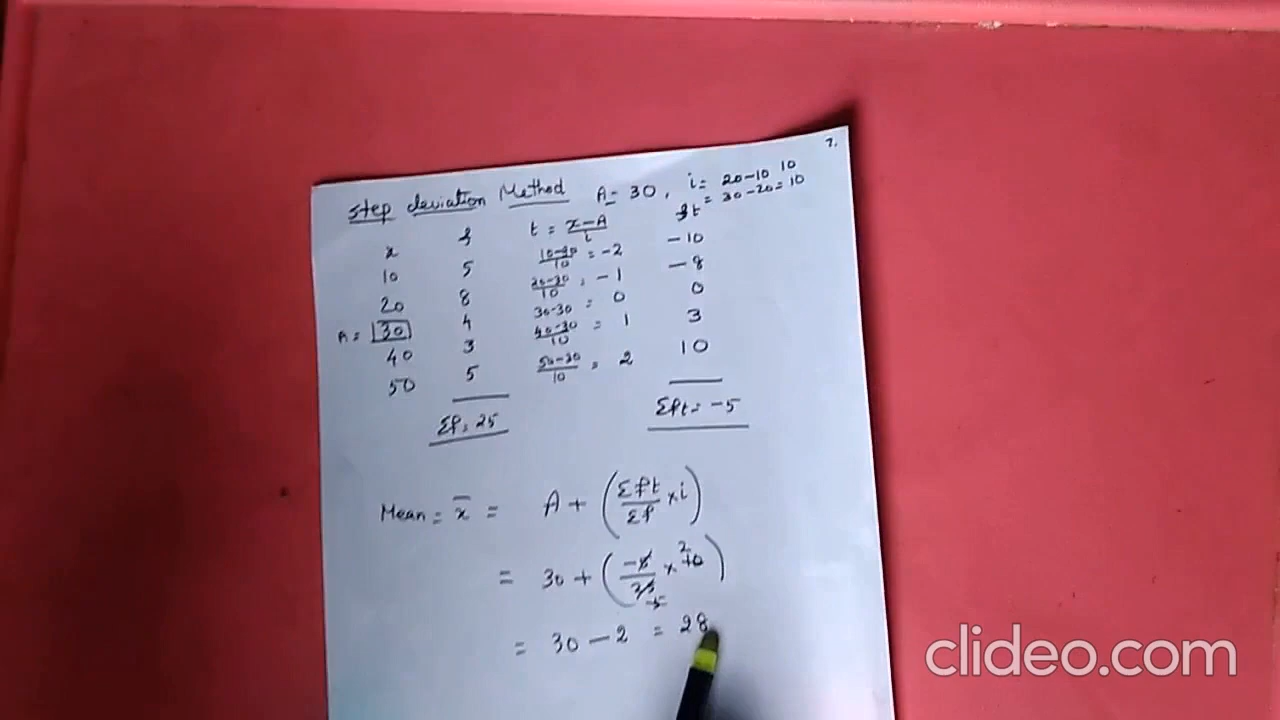 7.
Step deviation Method A = 30, i = 20-10 10
= 30-20 = 10
x f t = x-A/i ft
10 5 10-30/10 = -2 -10
20 8 20-30/10 = -1 -8
A = 30 4 30-30 = 0 0
40 3 40-30/10 = 1 3
50 5 50-30/10 = 2 10
Σf = 25 Σft = -5
Mean = x̄ = A + (Σft/Σf × i)
= 30 + (-5/25 × 10) 2 5
= 30 - 2 = 28
clideo.com